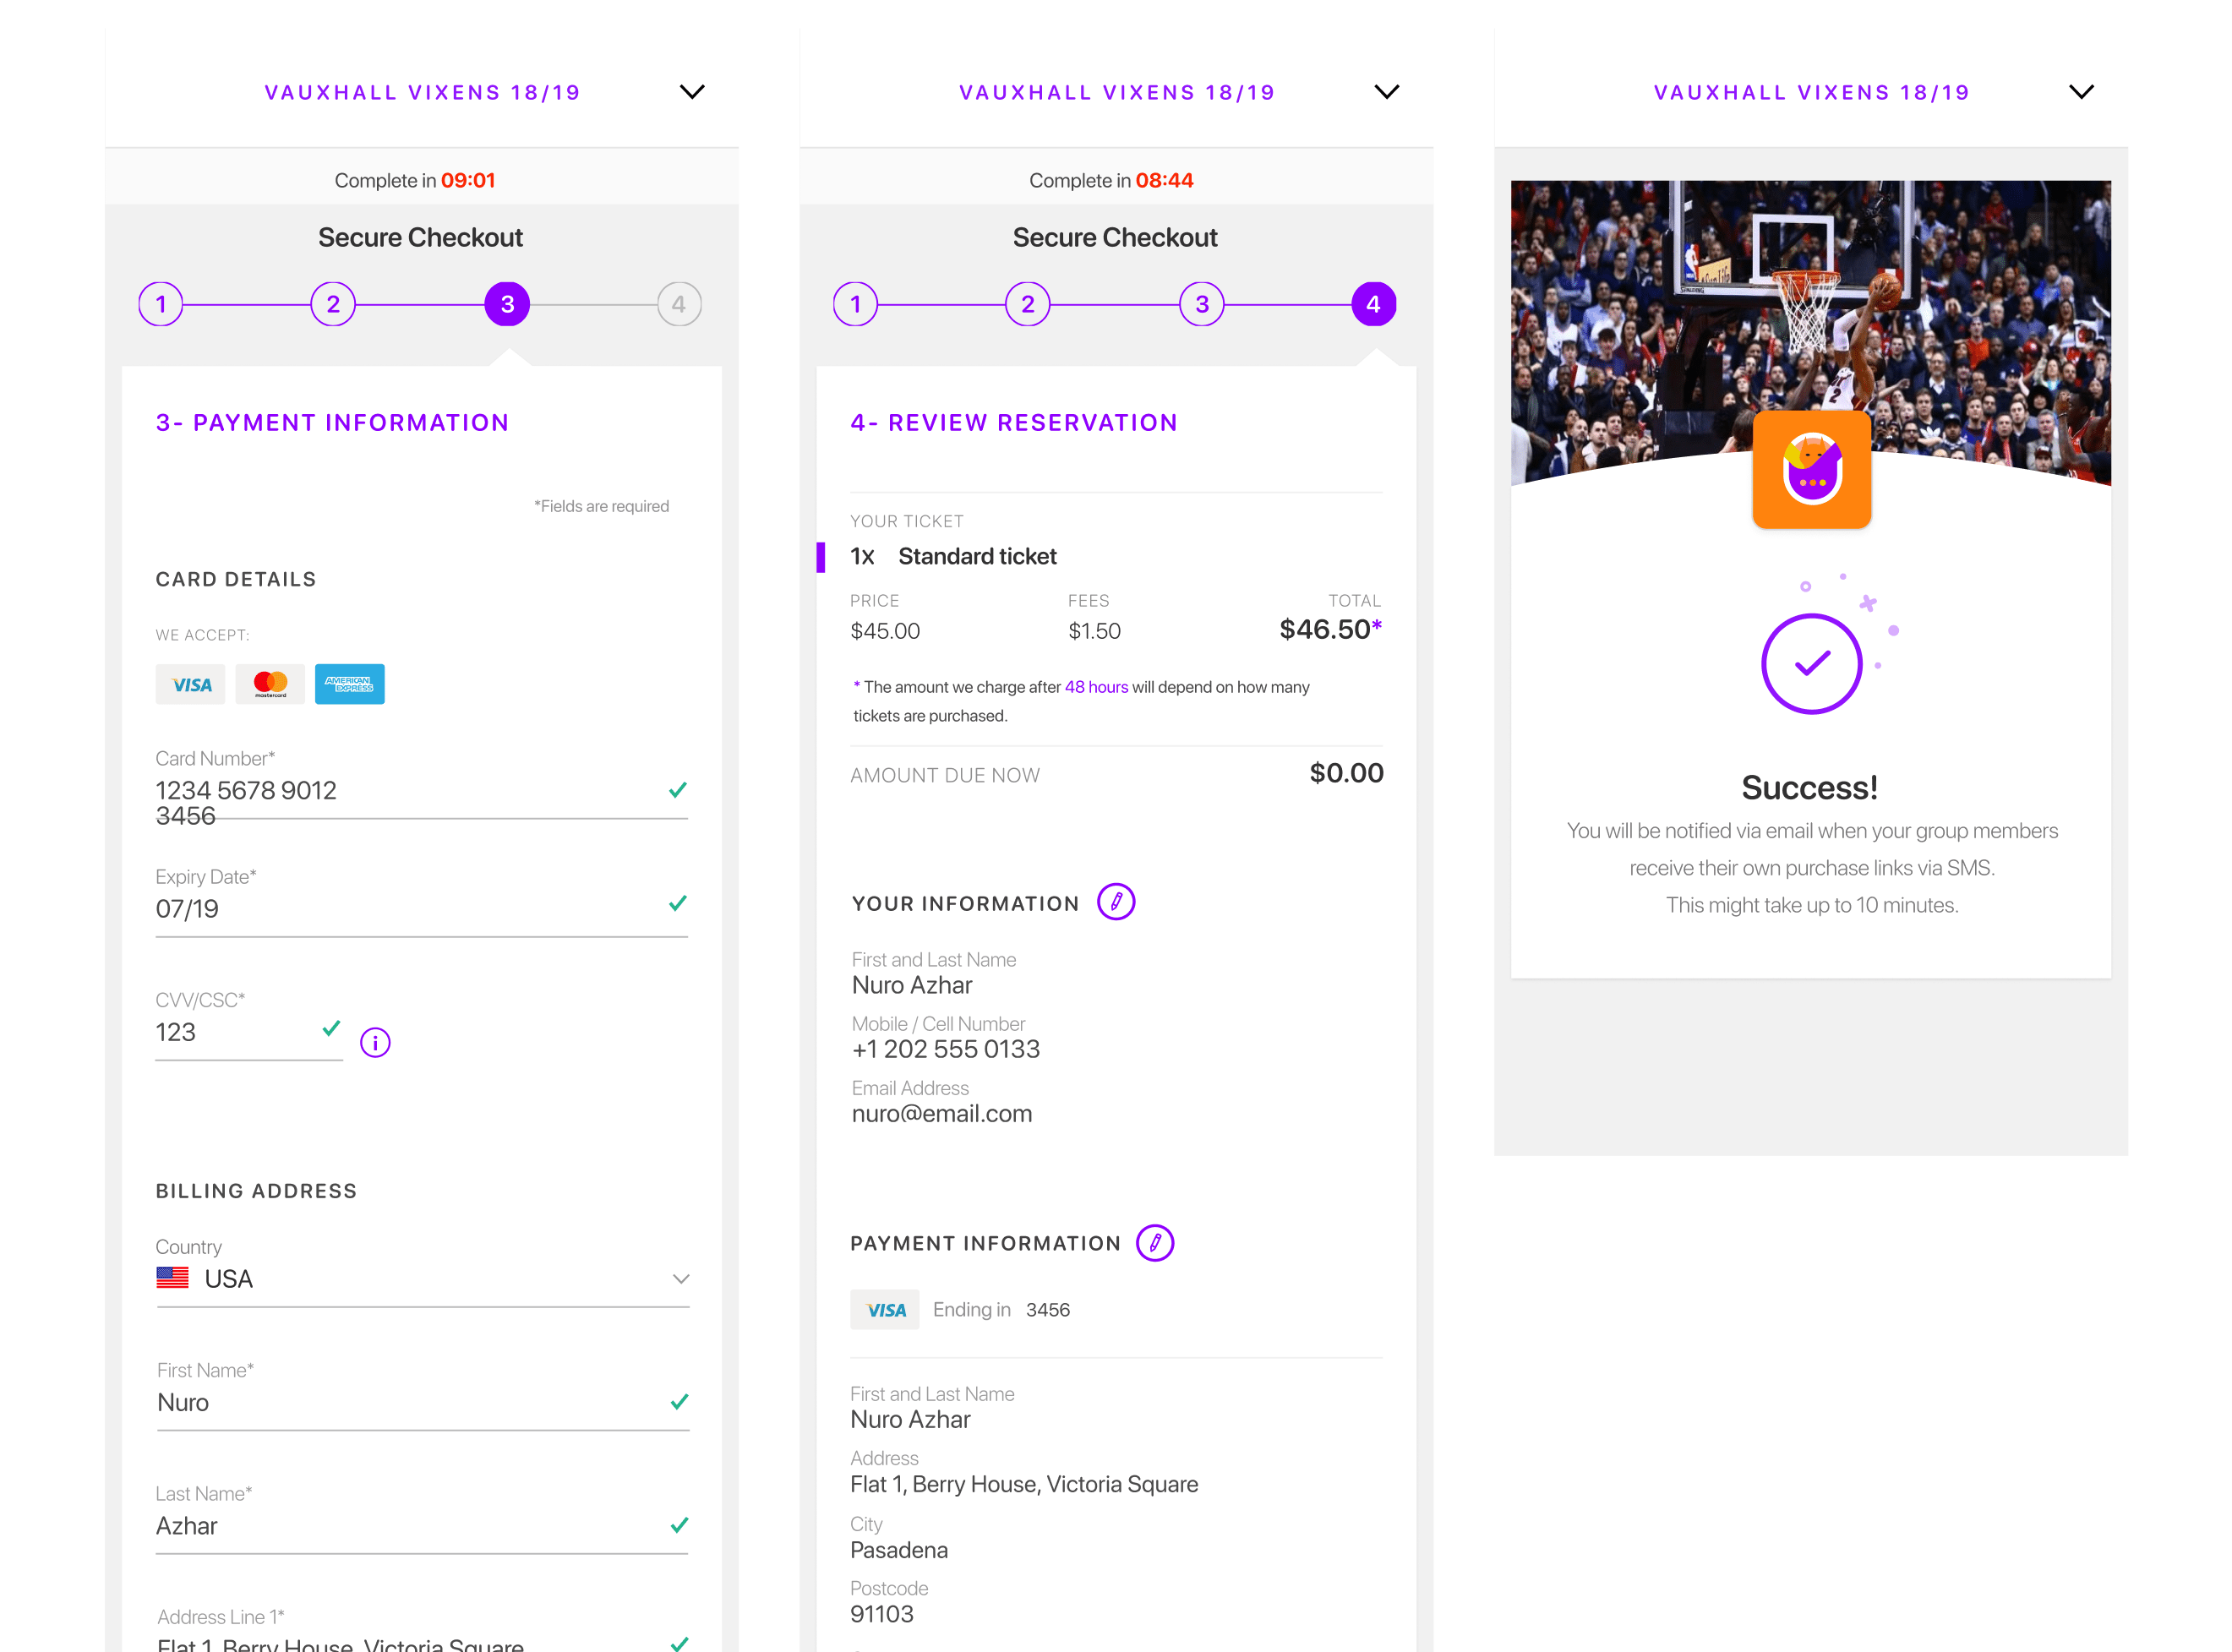 VAUXHALL VIXENS 18/19
Complete in 09:01
Secure Checkout
1
2
3
4
3- PAYMENT INFORMATION
*Fields are required
CARD DETAILS
WE ACCEPT:
VISA
mastercard
AMERICAN
EXPRESS
Card Number*
1234 5678 9012
3456
Expiry Date*
07/19
CVV/CSC*
123
i
BILLING ADDRESS
Country
USA
First Name*
Nuro
Last Name*
Azhar
Address Line 1*
Flat 1, Berry House, Victoria Square
VAUXHALL VIXENS 18/19
Complete in 08:44
Secure Checkout
1
2
3
4
4- REVIEW RESERVATION
YOUR TICKET
1x Standard ticket
PRICE FEES TOTAL
$45.00 $1.50 $46.50*
* The amount we charge after 48 hours will depend on how many
tickets are purchased.
AMOUNT DUE NOW $0.00
YOUR INFORMATION
First and Last Name
Nuro Azhar
Mobile / Cell Number
+1 202 555 0133
Email Address
nuro@email.com
PAYMENT INFORMATION
VISA Ending in 3456
First and Last Name
Nuro Azhar
Address
Flat 1, Berry House, Victoria Square
City
Pasadena
Postcode
91103
VAUXHALL VIXENS 18/19
SPALDING
2
Success!
You will be notified via email when your group members
receive their own purchase links via SMS.
This might take up to 10 minutes.